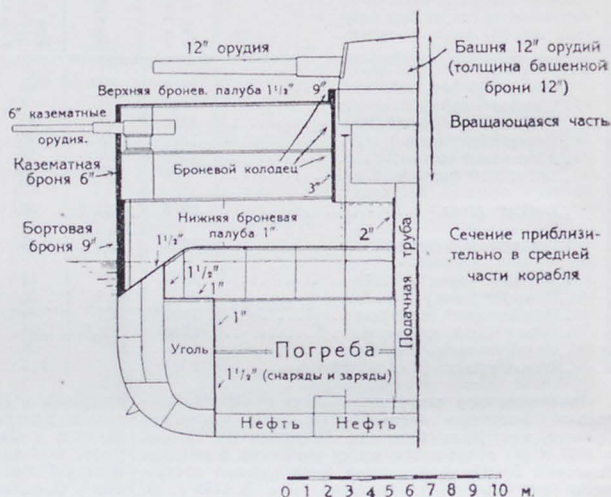 12″ орудия
Верхняя бронев. палуба 1¹/₂″
9″
Башня 12″ орудий
(толщина башенной
брони 12″)
6″ казематные
орудия.
Вращающаяся часть.
Казематная
броня 6″
Броневой колодец
3″
Бортовая
броня 9″
Нижняя броневая
палуба 1″
2″
1¹/₂″
1¹/₂″
1″
Сечение приблизи-
тельно в средней
части корабля
Подачная труба
1″
Уголь
Погреба
1¹/₂″ (снаряды и заряды)
Нефть
Нефть
0 1 2 3 4 5 6 7 8 9 10 м.